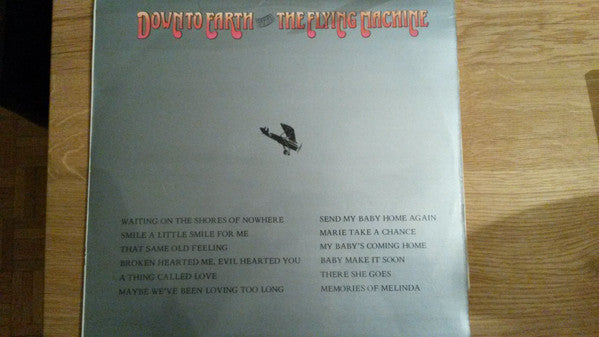 DOWN TO EARTH WITH THE FLYING MACHINE
WAITING ON THE SHORES OF NOWHERE
SMILE A LITTLE SMILE FOR ME
THAT SAME OLD FEELING
BROKEN HEARTED ME, EVIL HEARTED YOU
A THING CALLED LOVE
MAYBE WE'VE BEEN LOVING TOO LONG
SEND MY BABY HOME AGAIN
MARIE TAKE A CHANCE
MY BABY'S COMING HOME
BABY MAKE IT SOON
THERE SHE GOES
MEMORIES OF MELINDA